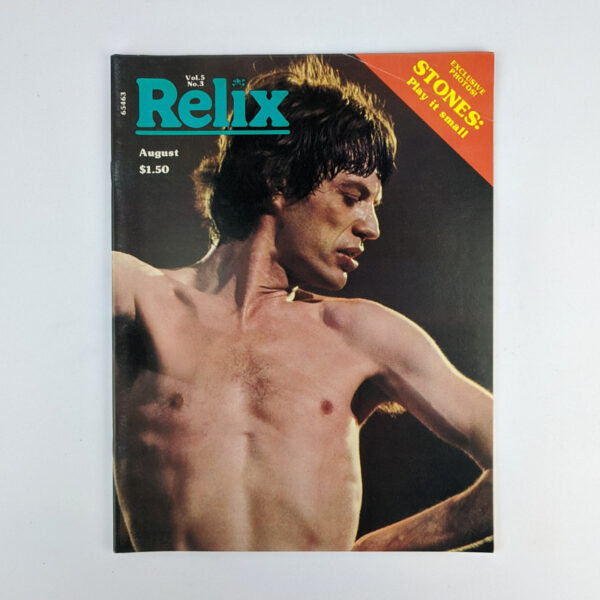 Vol.5
No.3
65463
Relix
August
$1.50
EXCLUSIVE
PHOTOS!
STONES:
Play it small